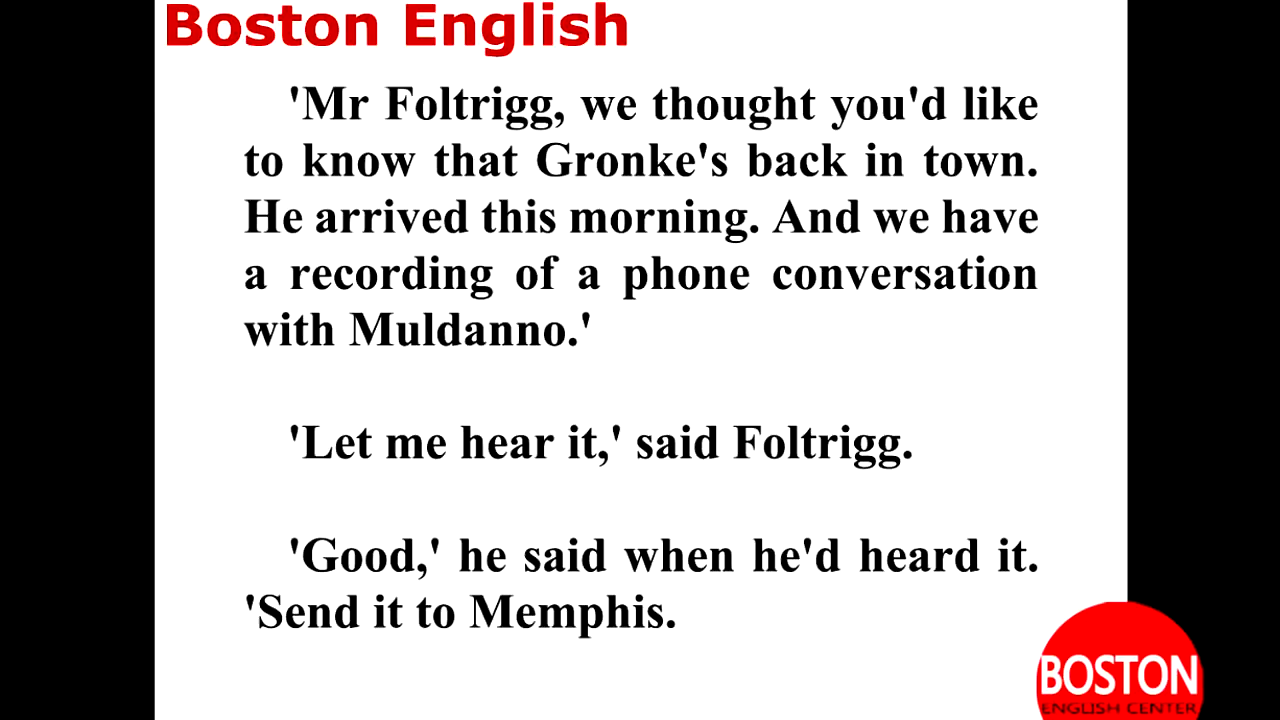 Boston English
'Mr Foltrigg, we thought you'd like
to know that Gronke's back in town.
He arrived this morning. And we have
a recording of a phone conversation
with Muldanno.'
'Let me hear it,' said Foltrigg.
'Good,' he said when he'd heard it.
'Send it to Memphis.
BOSTON
ENGLISH CENTER